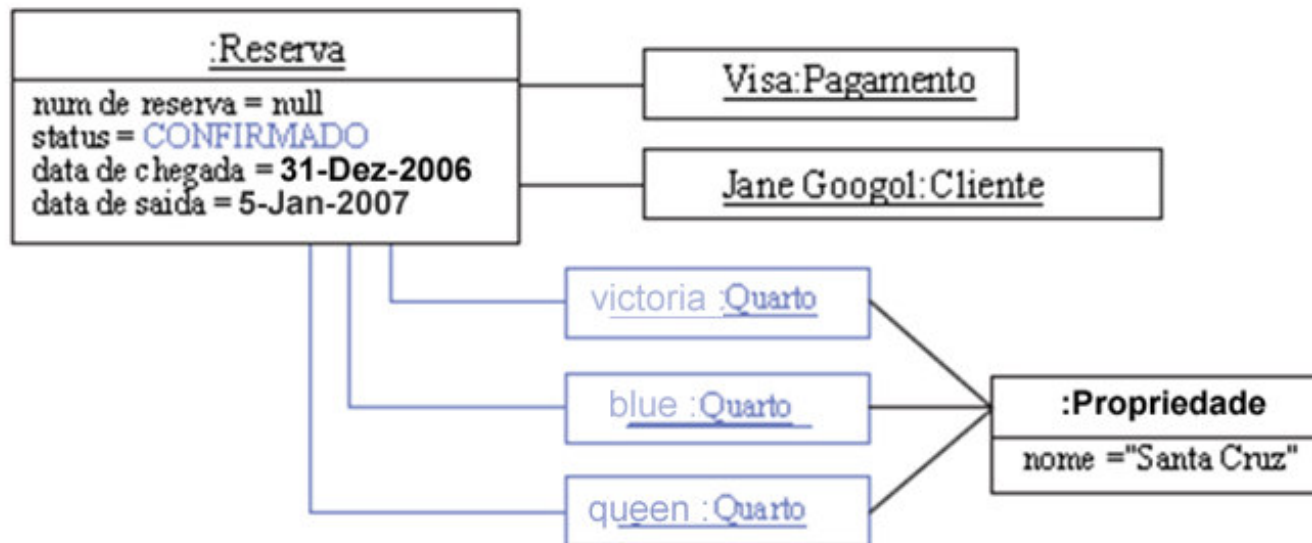 :Reserva
num de reserva = null
status = CONFIRMADO
data de chegada = 31-Dez-2006
data de saida = 5-Jan-2007
Visa:Pagamento
Jane Googol:Cliente
victoria :Quarto
blue :Quarto
queen :Quarto
:Propriedade
nome ="Santa Cruz"